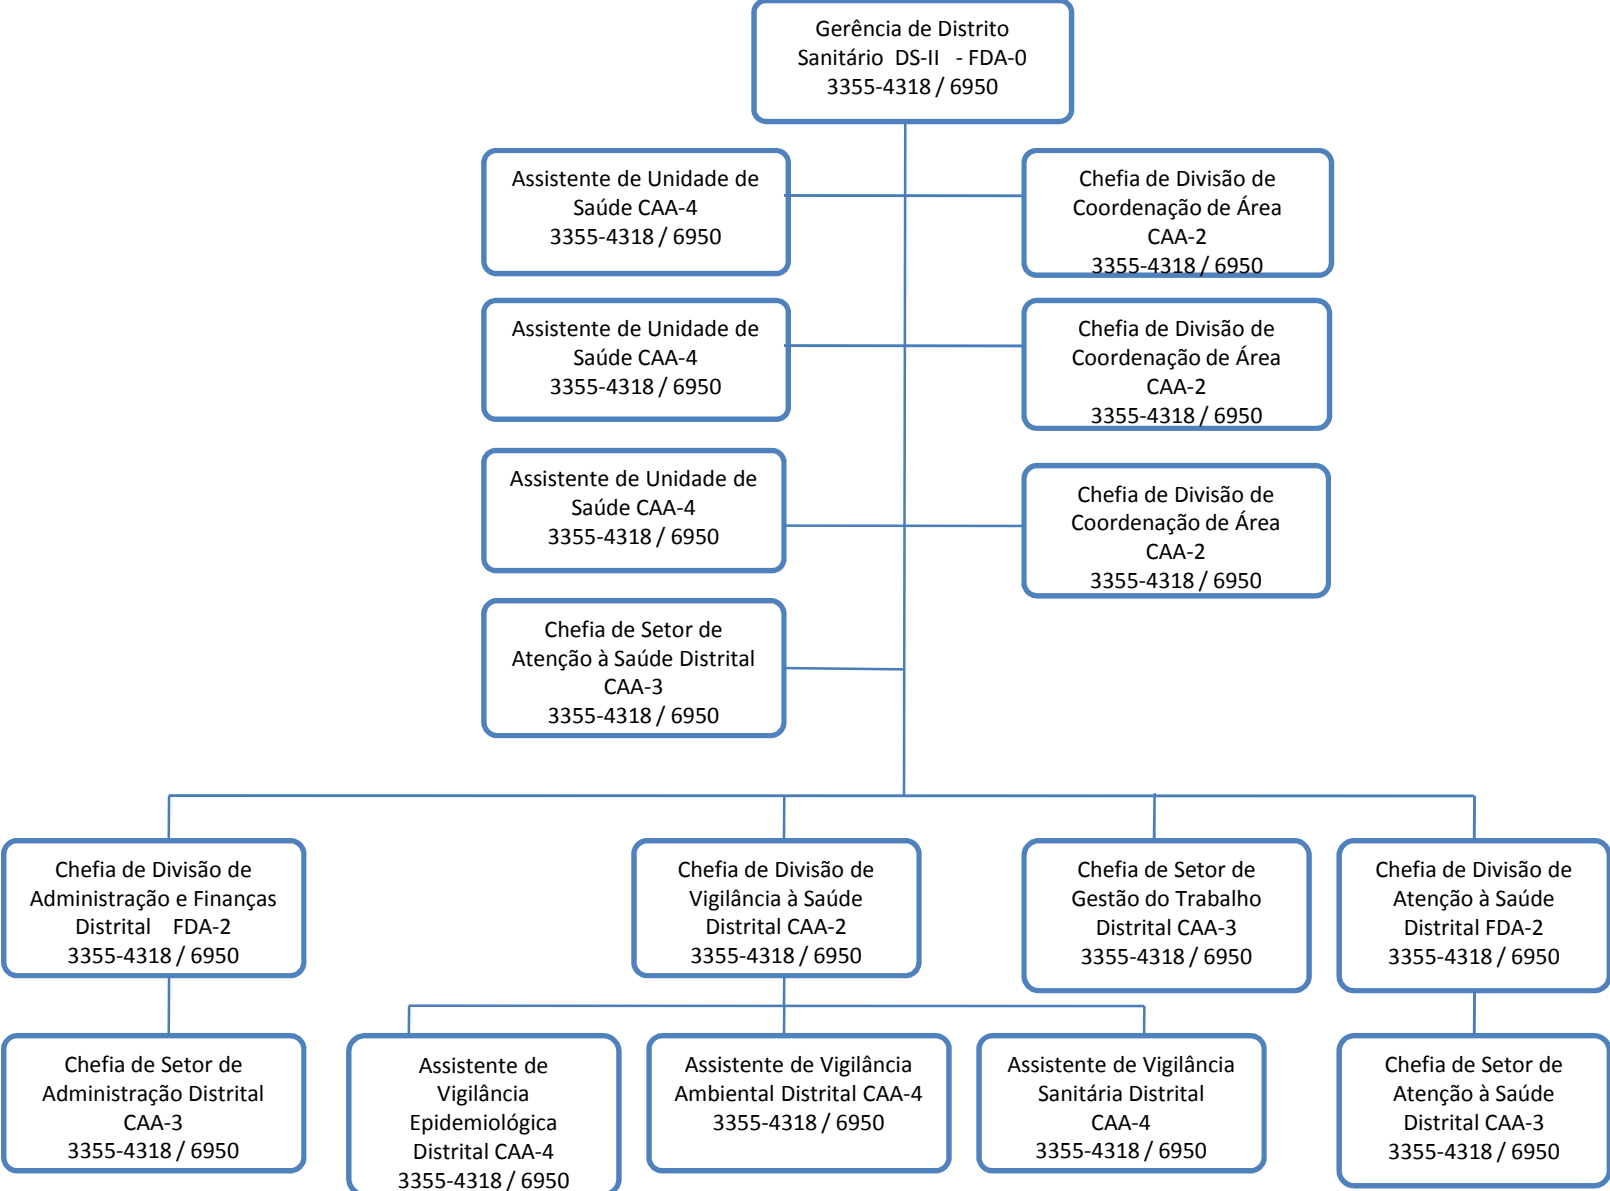 Gerência de Distrito
Sanitário DS-II - FDA-0
3355-4318 / 6950
Assistente de Unidade de
Saúde CAA-4
3355-4318 / 6950
Chefia de Divisão de
Coordenação de Área
CAA-2
3355-4318 / 6950
Assistente de Unidade de
Saúde CAA-4
3355-4318 / 6950
Chefia de Divisão de
Coordenação de Área
CAA-2
3355-4318 / 6950
Assistente de Unidade de
Saúde CAA-4
3355-4318 / 6950
Chefia de Divisão de
Coordenação de Área
CAA-2
3355-4318 / 6950
Chefia de Setor de
Atenção à Saúde Distrital
CAA-3
3355-4318 / 6950
Chefia de Divisão de
Administração e Finanças
Distrital FDA-2
3355-4318 / 6950
Chefia de Divisão de
Vigilância à Saúde
Distrital CAA-2
3355-4318 / 6950
Chefia de Setor de
Gestão do Trabalho
Distrital CAA-3
3355-4318 / 6950
Chefia de Divisão de
Atenção à Saúde
Distrital FDA-2
3355-4318 / 6950
Chefia de Setor de
Administração Distrital
CAA-3
3355-4318 / 6950
Assistente de
Vigilância
Epidemiológica
Distrital CAA-4
3355-4318 / 6950
Assistente de Vigilância
Ambiental Distrital CAA-4
3355-4318 / 6950
Assistente de Vigilância
Sanitária Distrital
CAA-4
3355-4318 / 6950
Chefia de Setor de
Atenção à Saúde
Distrital CAA-3
3355-4318 / 6950